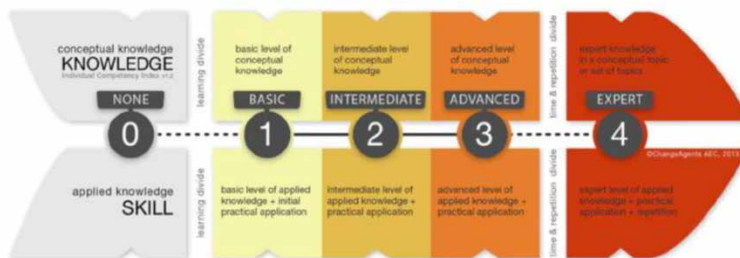 conceptual knowledge
KNOWLEDGE
Individual Competency Index v1.2
learning divide
basic level of
conceptual
knowledge
intermediate level
of conceptual
knowledge
advanced level
of conceptual
knowledge
time & repetition divide
expert knowledge
in a conceptual topic
or set of topics
NONE
BASIC
INTERMEDIATE
ADVANCED
EXPERT
0
1
2
3
4
©ChangeAgents AEC, 2013
applied knowledge
SKILL
learning divide
basic level of applied
knowledge + initial
practical application
intermediate level of
applied knowledge +
practical application
advanced level of
applied knowledge +
practical application
time & repetition divide
expert level of applied
knowledge + practical
application + repetition